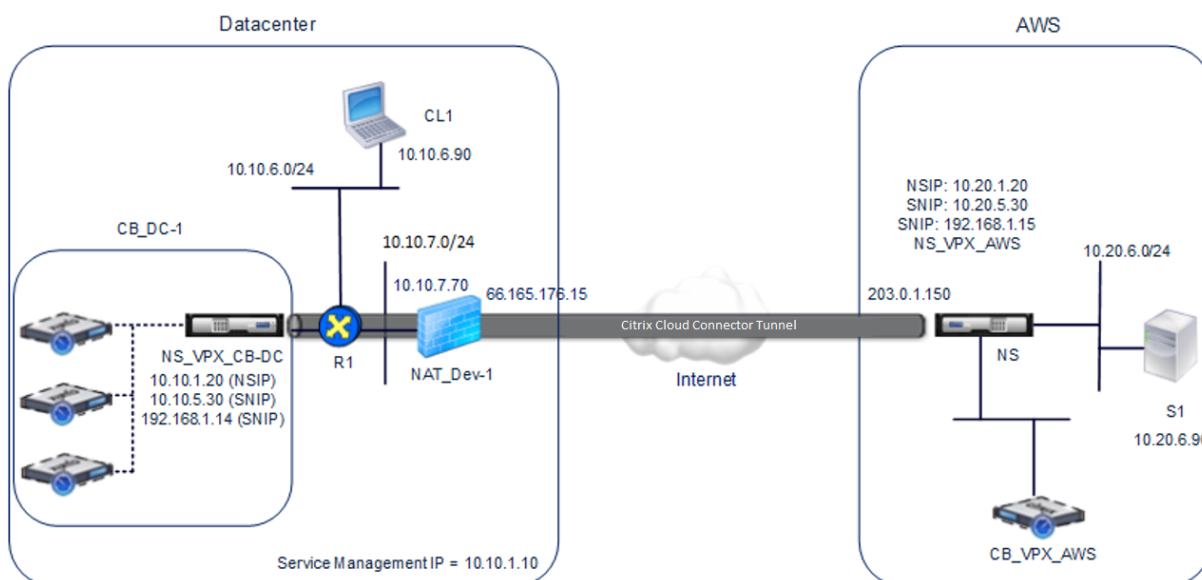 Datacenter
AWS
CL1
10.10.6.90
10.10.6.0/24
CB_DC-1
10.10.7.0/24
10.10.7.70
66.165.176.15
NS_VPX_CB-DC
10.10.1.20 (NSIP)
10.10.5.30 (SNIP)
192.168.1.14 (SNIP)
R1
NAT_Dev-1
Citrix Cloud Connector Tunnel
Internet
203.0.1.150
NSIP: 10.20.1.20
SNIP: 10.20.5.30
SNIP: 192.168.1.15
NS_VPX_AWS
10.20.6.0/24
NS
S1
10.20.6.90
CB_VPX_AWS
Service Management IP = 10.10.1.10